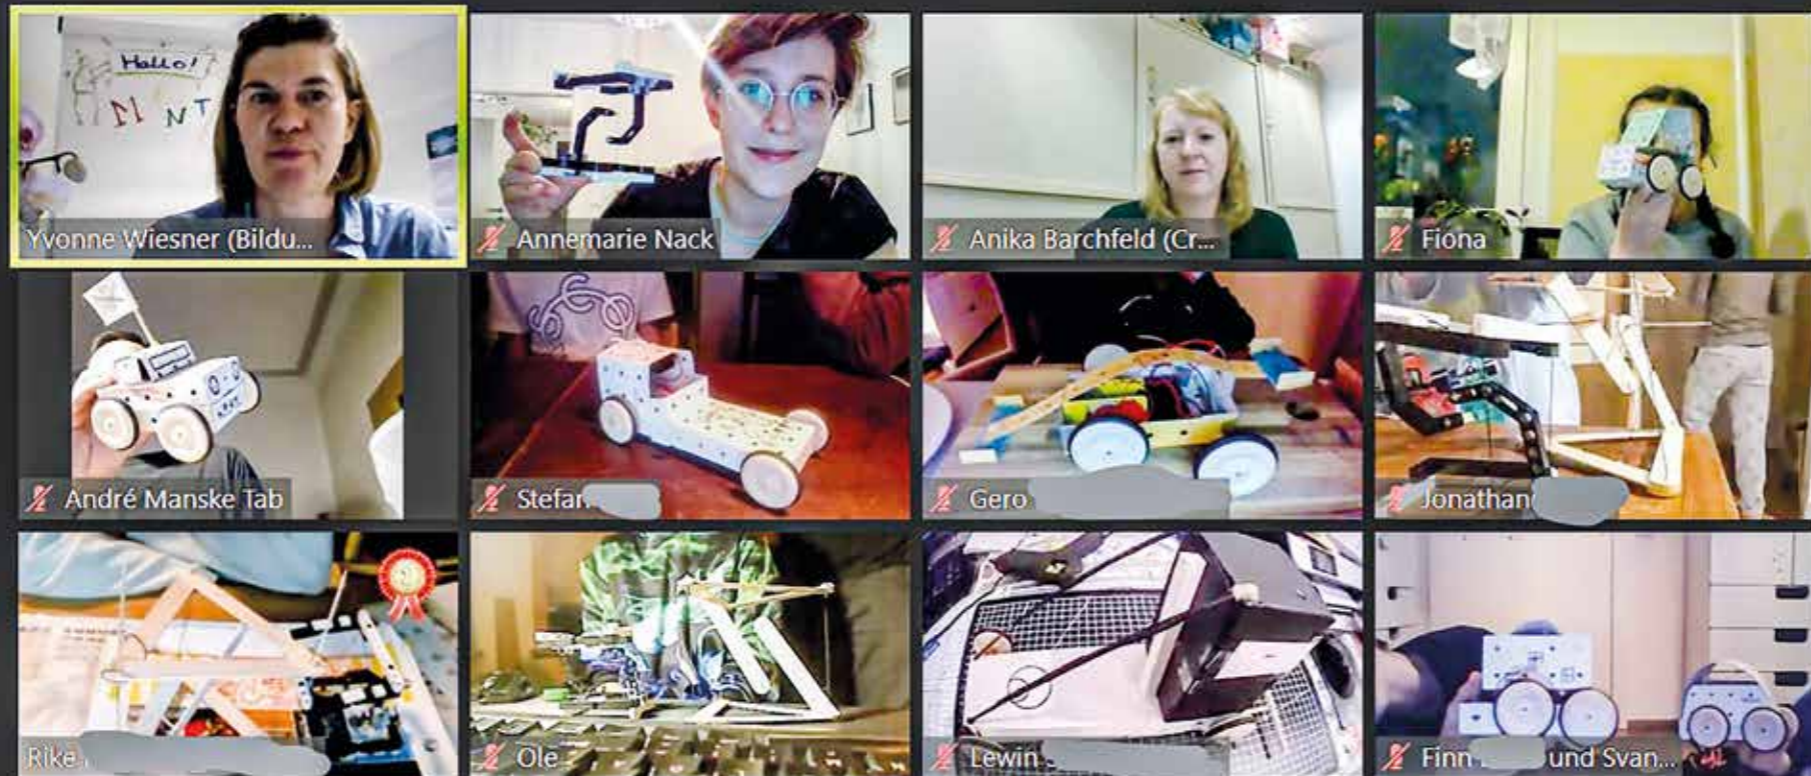 Hallo!
NT
Yvonne Wiesner (Bildu...
Annemarie Nack
Anika Barchfeld (Cr...
Fiona
André Manske Tab
Stefan
Gero
Jonathan
Rike
Ole
Lewin
Finn und Svan...